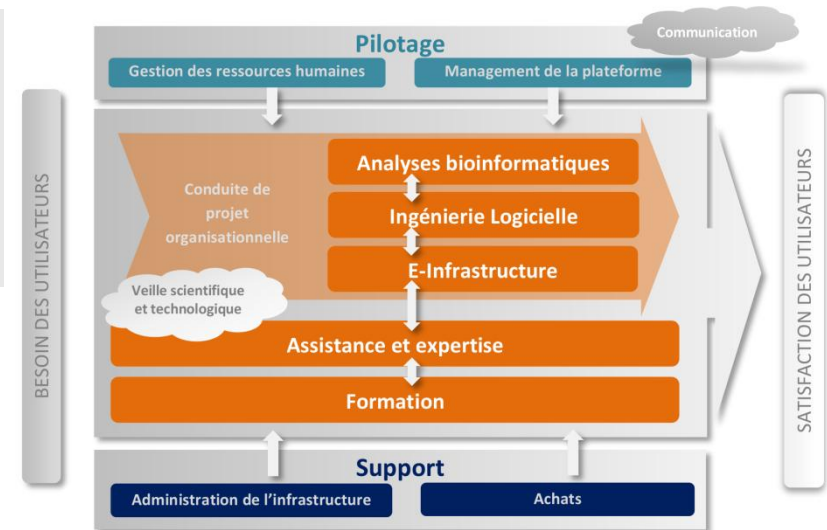 Communication
Pilotage
Gestion des ressources humaines
Management de la plateforme
BESOIN DES UTILISATEURS
Conduite de
projet
organisationnelle
Analyses bioinformatiques
Ingénierie Logicielle
E-Infrastructure
Veille scientifique
et technologique
Assistance et expertise
Formation
SATISFACTION DES UTILISATEURS
Support
Administration de l'infrastructure
Achats